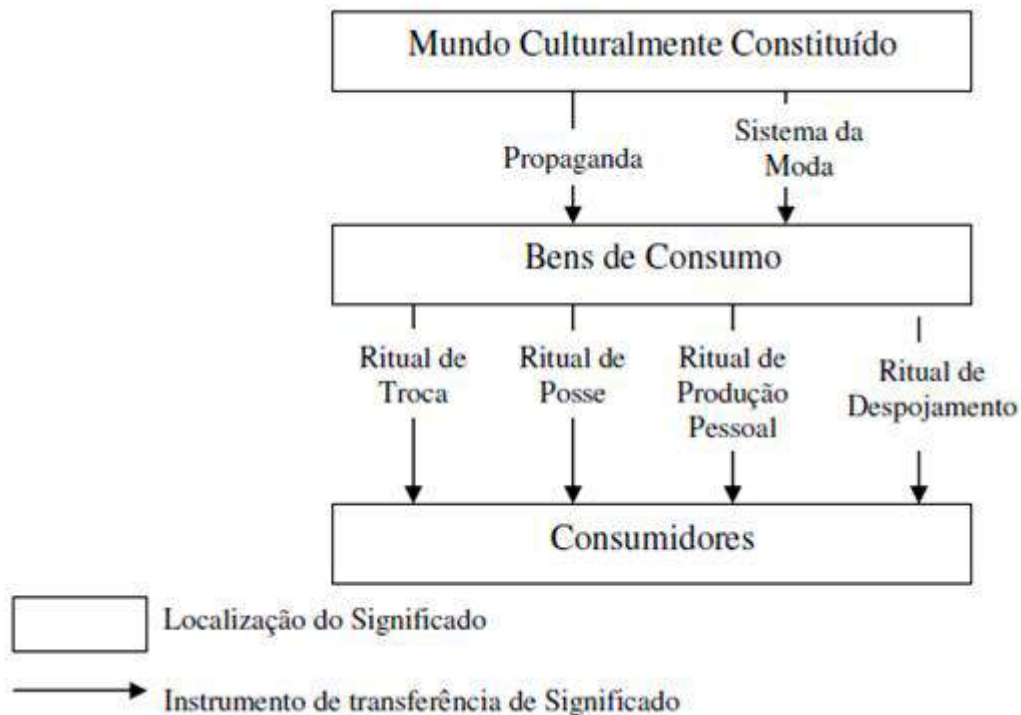 Mundo Culturalmente Constituído
Propaganda
Sistema da
Moda
Bens de Consumo
Ritual de
Troca
Ritual de
Posse
Ritual de
Produção
Pessoal
Ritual de
Despojamento
Consumidores
Localização do Significado
Instrumento de transferência de Significado